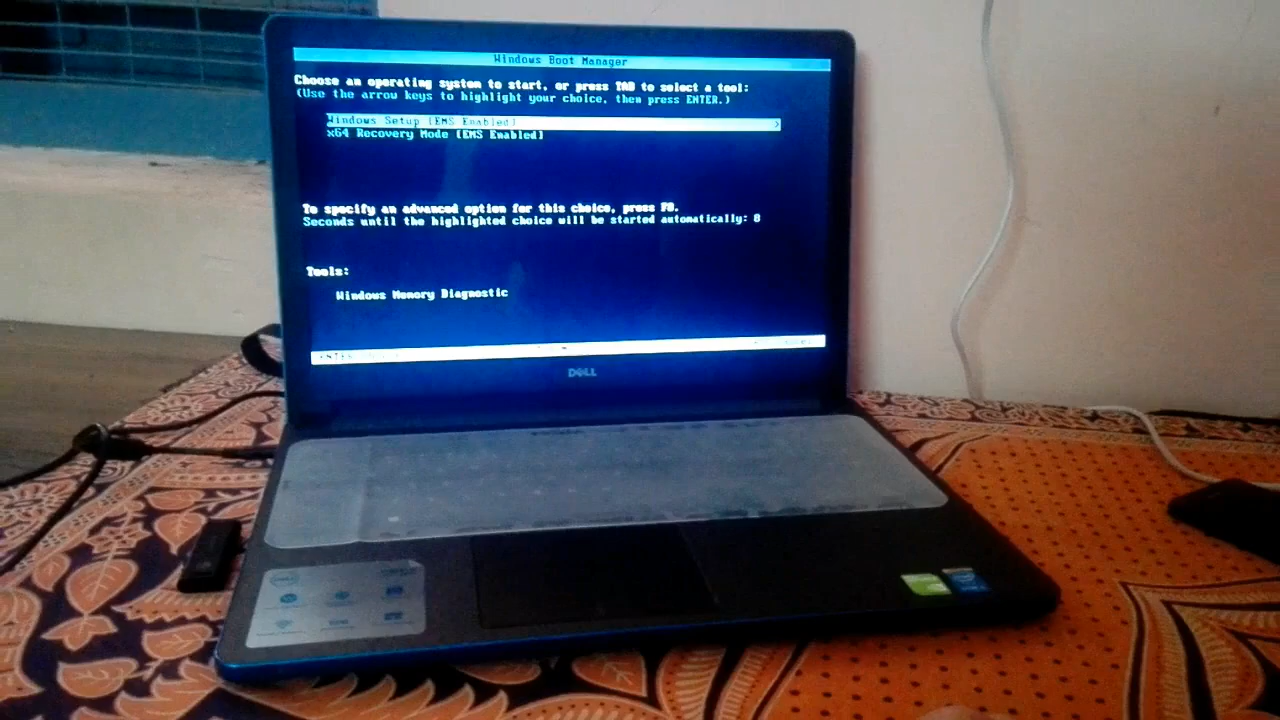 Windows Boot Manager
Choose an operating system to start, or press TAB to select a tool:
(Use the arrow keys to highlight your choice, then press ENTER.)
Windows Setup [EMS Enabled] >
x64 Recovery Mode [EMS Enabled]
To specify an advanced option for this choice, press F8.
Seconds until the highlighted choice will be started automatically: 8
Tools:
Windows Memory Diagnostic
ENTER
DELL